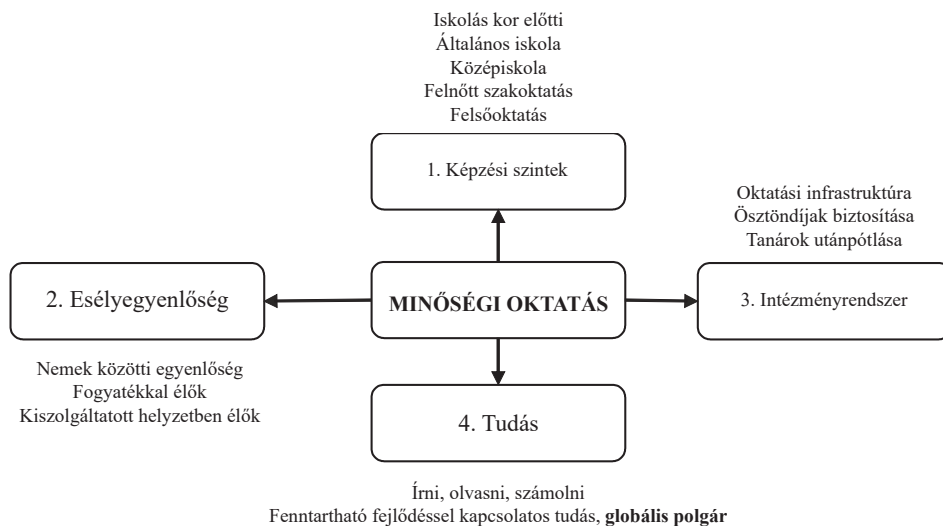 Iskolás kor előtti
Általános iskola
Középiskola
Felnőtt szakoktatás
Felsőoktatás
1. Képzési szintek
Oktatási infrastruktúra
Ösztöndíjak biztosítása
Tanárok utánpótlása
2. Esélyegyenlőség
MINŐSÉGI OKTATÁS
3. Intézményrendszer
Nemek közötti egyenlőség
Fogyatékkal élők
Kiszolgáltatott helyzetben élők
4. Tudás
Írni, olvasni, számolni
Fenntartható fejlődéssel kapcsolatos tudás, globális polgár